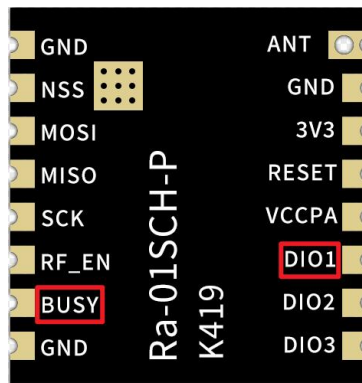 GND
NSS
MOSI
MISO
SCK
RF_EN
BUSY
GND
Ra-01SCH-P
K419
ANT
GND
3V3
RESET
VCCPA
DIO1
DIO2
DIO3